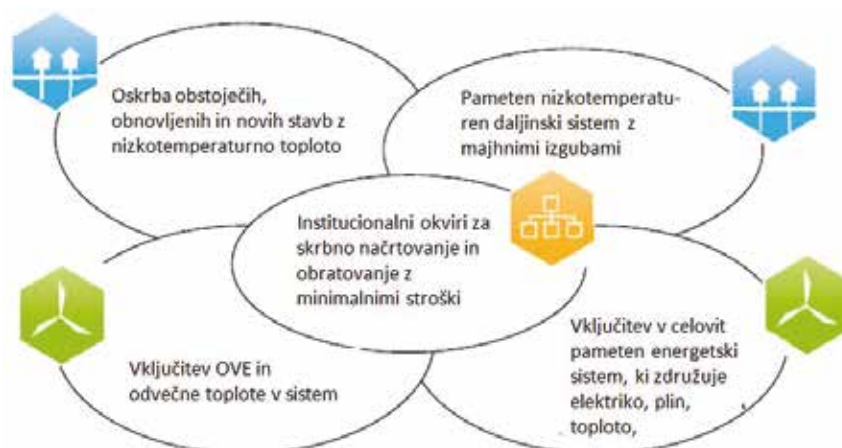 Oskrba obstoječih,
obnovljenih in novih stavb z
nizkotemperaturno toploto
Pameten nizkotemperatu-
ren daljinski sistem z
majhnimi izgubami
Institucionalni okviri za
skrbno načrtovanje in
obratovanje z
minimalnimi stroški
Vključitev OVE in
odvečne toplote v sistem
Vključitev v celovit
pameten energetski
sistem, ki združuje
elektriko, plin,
toploto,